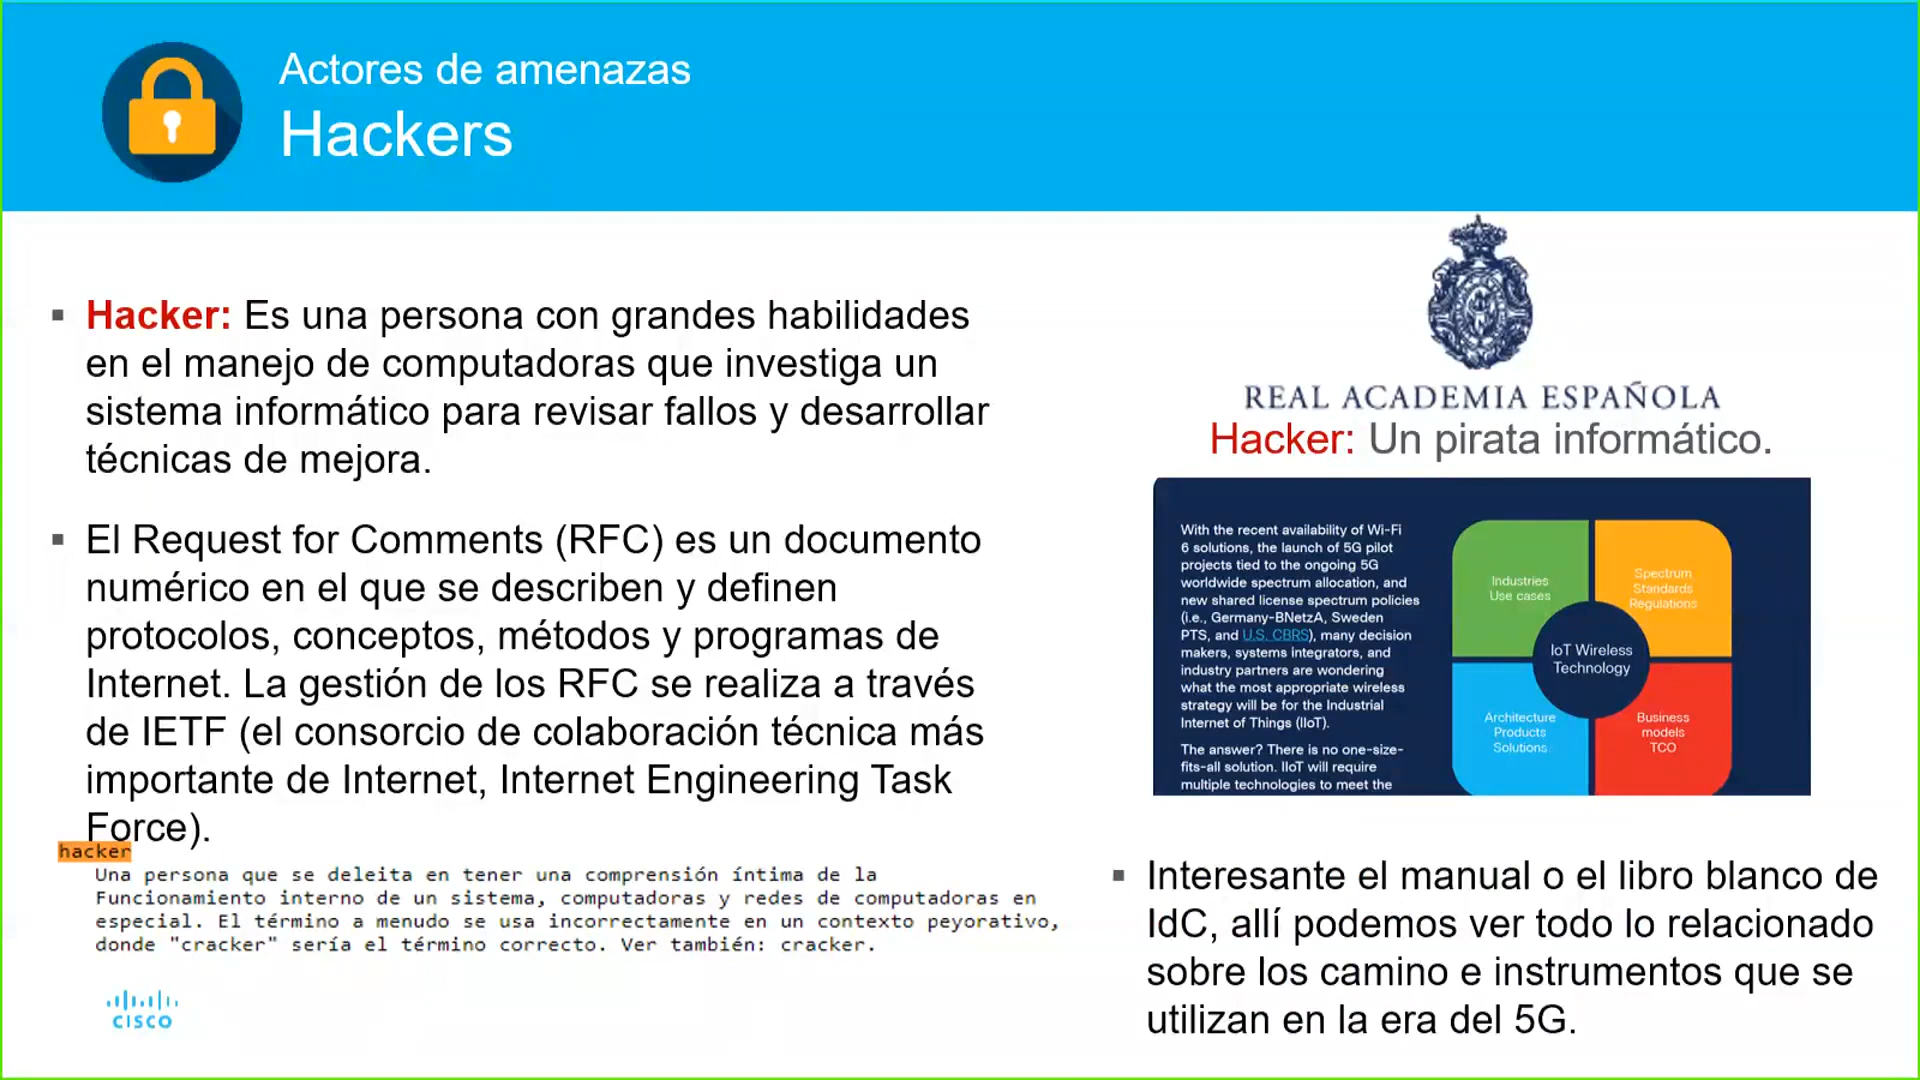 Actores de amenazas
Hackers
Hacker: Es una persona con grandes habilidades
en el manejo de computadoras que investiga un
sistema informático para revisar fallos y desarrollar
técnicas de mejora.
El Request for Comments (RFC) es un documento
numérico en el que se describen y definen
protocolos, conceptos, métodos y programas de
Internet. La gestión de los RFC se realiza a través
de IETF (el consorcio de colaboración técnica más
importante de Internet, Internet Engineering Task
Force).
hacker
Una persona que se deleita en tener una comprensión íntima de la
Funcionamiento interno de un sistema, computadoras y redes de computadoras en
especial. El término a menudo se usa incorrectamente en un contexto peyorativo,
donde "cracker" sería el término correcto. Ver también: cracker.
CISCO
REAL ACADEMIA ESPAÑOLA
Hacker: Un pirata informático.
With the recent availability of Wi-Fi
6 solutions, the launch of 5G pilot
projects tied to the ongoing 5G
worldwide spectrum allocation, and
new shared license spectrum policies
(i.e., Germany-BNetzA, Sweden
PTS, and U.S. CBRS), many decision
makers, systems integrators, and
industry partners are wondering
what the most appropriate wireless
strategy will be for the Industrial
Internet of Things (IIoT).
The answer? There is no one-size-
fits-all solution. IIoT will require
multiple technologies to meet the
Industries
Use cases
Spectrum
Standards
Regulations
IoT Wireless
Technology
Architecture
Products
Solutions
Business
models
TCO
Interesante el manual o el libro blanco de
IdC, allí podemos ver todo lo relacionado
sobre los camino e instrumentos que se
utilizan en la era del 5G.